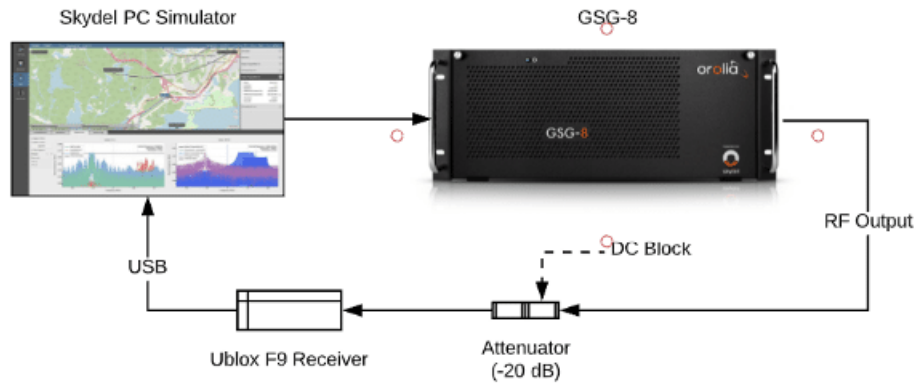 Skydel PC Simulator
GSG-8
orolia
GSG-8
RF Output
DC Block
USB
Ublox F9 Receiver
Attenuator
(-20 dB)